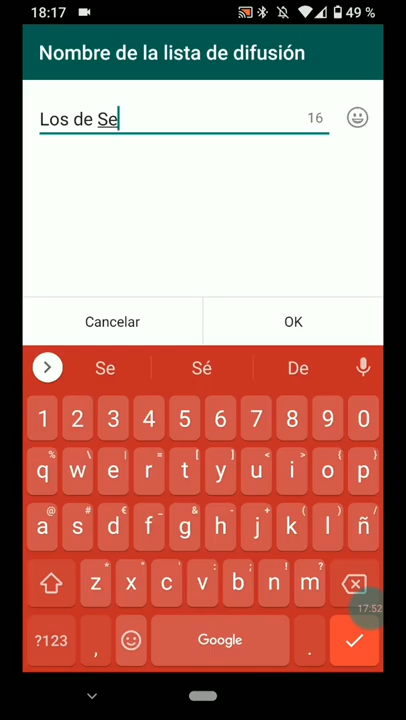 18:17 49 %
Nombre de la lista de difusión
Los de Se 16
Cancelar OK
Se Sé De
1 2 3 4 5 6 7 8 9 0
% \ | = [ ] < > { }
q w e r t y u i o p
@ # € _ & - + ( ) /
a s d f g h j k l ñ
* " ' : ; ! ?
z x c v b n m
17:52
?123 , Google .